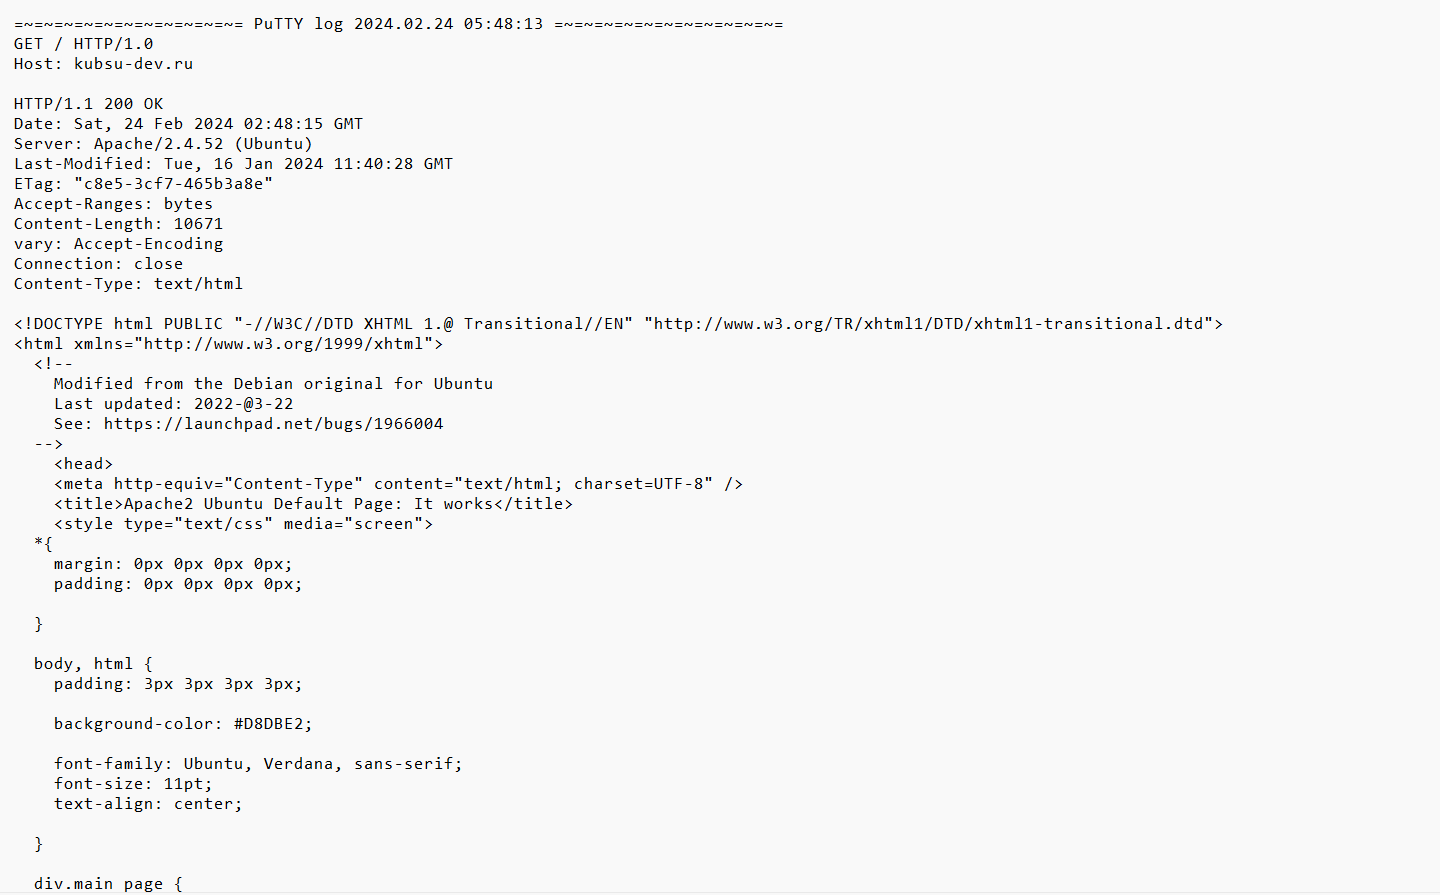 =~=~=~=~=~=~=~=~=~=~=~= PuTTY log 2024.02.24 05:48:13 =~=~=~=~=~=~=~=~=~=~=~=
GET / HTTP/1.0
Host: kubsu-dev.ru

HTTP/1.1 200 OK
Date: Sat, 24 Feb 2024 02:48:15 GMT
Server: Apache/2.4.52 (Ubuntu)
Last-Modified: Tue, 16 Jan 2024 11:40:28 GMT
ETag: "c8e5-3cf7-465b3a8e"
Accept-Ranges: bytes
Content-Length: 10671
vary: Accept-Encoding
Connection: close
Content-Type: text/html

<!DOCTYPE html PUBLIC "-//W3C//DTD XHTML 1.@ Transitional//EN" "http://www.w3.org/TR/xhtml1/DTD/xhtml1-transitional.dtd">
<html xmlns="http://www.w3.org/1999/xhtml">
  <!--
    Modified from the Debian original for Ubuntu
    Last updated: 2022-@3-22
    See: https://launchpad.net/bugs/1966004
  -->
    <head>
    <meta http-equiv="Content-Type" content="text/html; charset=UTF-8" />
    <title>Apache2 Ubuntu Default Page: It works</title>
    <style type="text/css" media="screen">
  *{
    margin: 0px 0px 0px 0px;
    padding: 0px 0px 0px 0px;

  }

  body, html {
    padding: 3px 3px 3px 3px;

    background-color: #D8DBE2;

    font-family: Ubuntu, Verdana, sans-serif;
    font-size: 11pt;
    text-align: center;

  }

  div.main page {